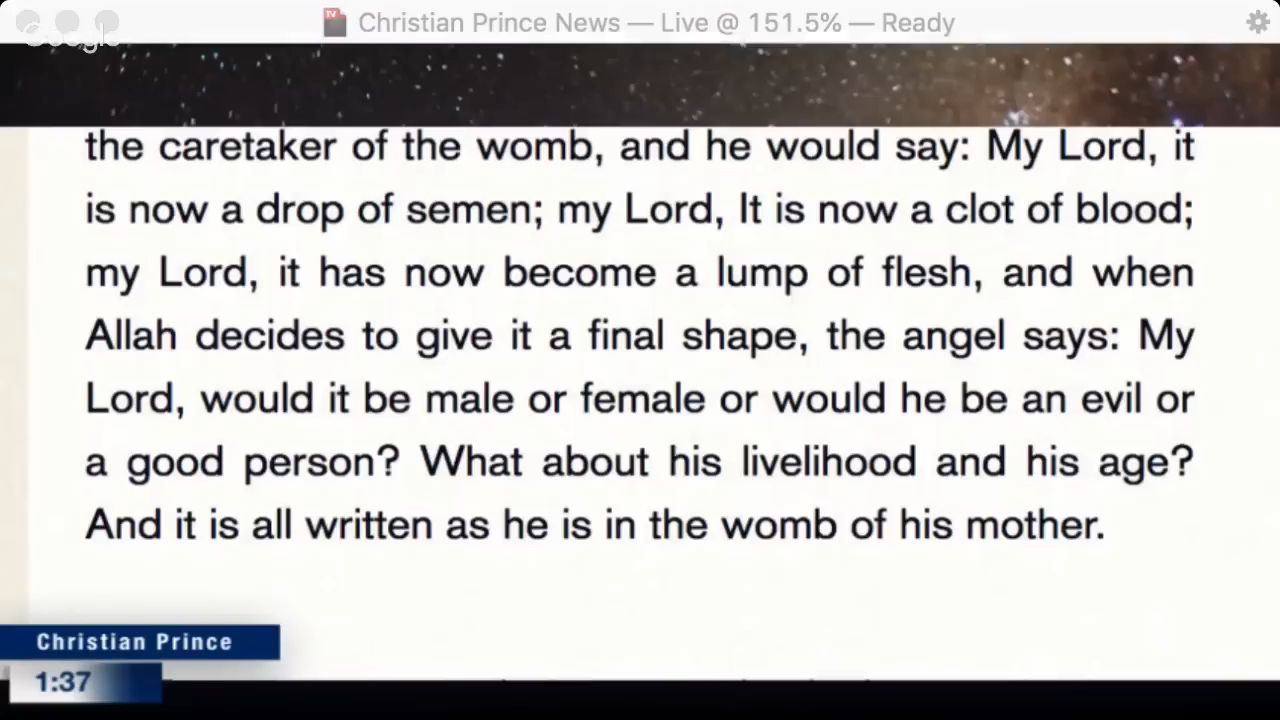 Christian Prince News — Live @ 151.5% — Ready
Google
the caretaker of the womb, and he would say: My Lord, it
is now a drop of semen; my Lord, It is now a clot of blood;
my Lord, it has now become a lump of flesh, and when
Allah decides to give it a final shape, the angel says: My
Lord, would it be male or female or would he be an evil or
a good person? What about his livelihood and his age?
And it is all written as he is in the womb of his mother.
Christian Prince
1:37